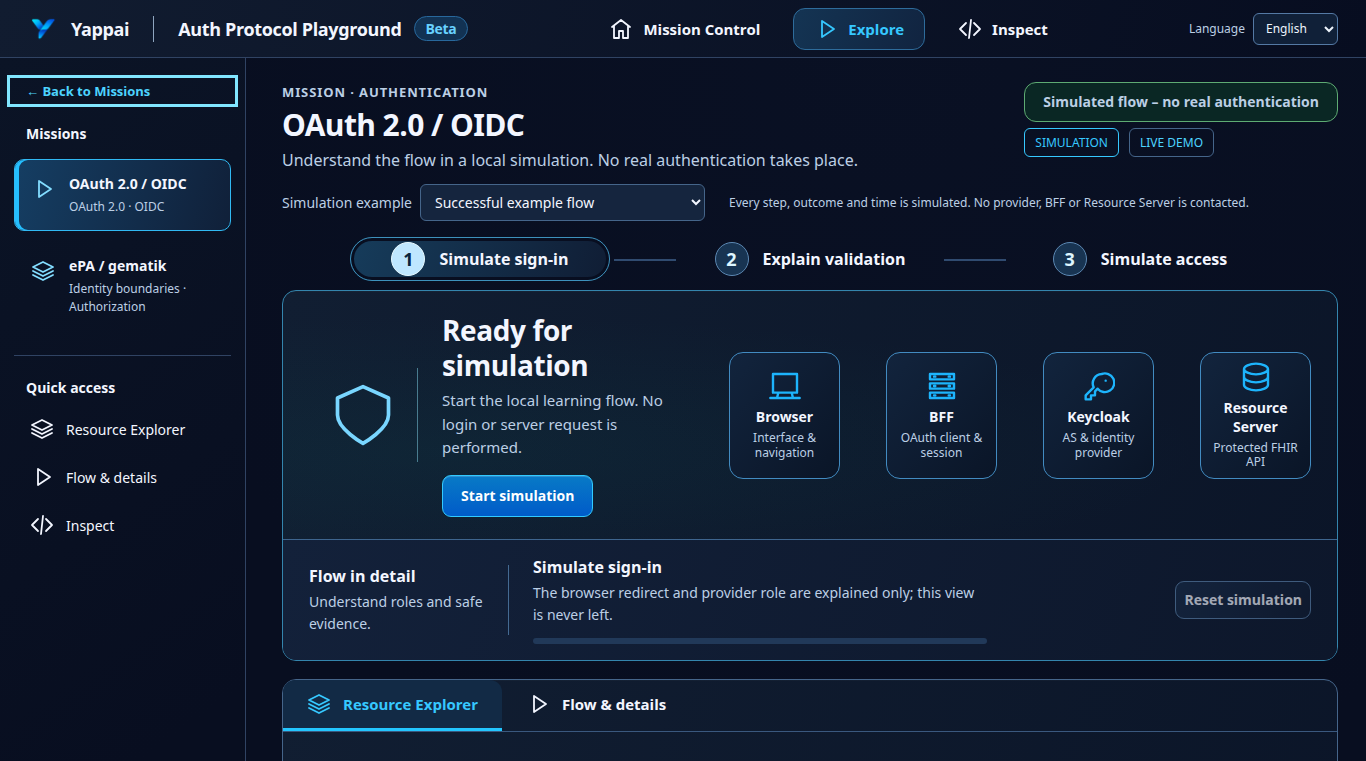 Yappai
Auth Protocol Playground
Beta
Mission Control
Explore
Inspect
Language
English
← Back to Missions
Missions
OAuth 2.0 / OIDC
OAuth 2.0 · OIDC
ePA / gematik
Identity boundaries ·
Authorization
Quick access
Resource Explorer
Flow & details
Inspect
MISSION · AUTHENTICATION
OAuth 2.0 / OIDC
Understand the flow in a local simulation. No real authentication takes place.
Simulated flow – no real authentication
SIMULATION
LIVE DEMO
Simulation example
Successful example flow
Every step, outcome and time is simulated. No provider, BFF or Resource Server is contacted.
1 Simulate sign-in
2 Explain validation
3 Simulate access
Ready for
simulation
Start the local learning flow. No
login or server request is
performed.
Start simulation
Browser
Interface &
navigation
BFF
OAuth client &
session
Keycloak
AS & identity
provider
Resource
Server
Protected FHIR
API
Flow in detail
Understand roles and safe
evidence.
Simulate sign-in
The browser redirect and provider role are explained only; this view
is never left.
Reset simulation
Resource Explorer
Flow & details